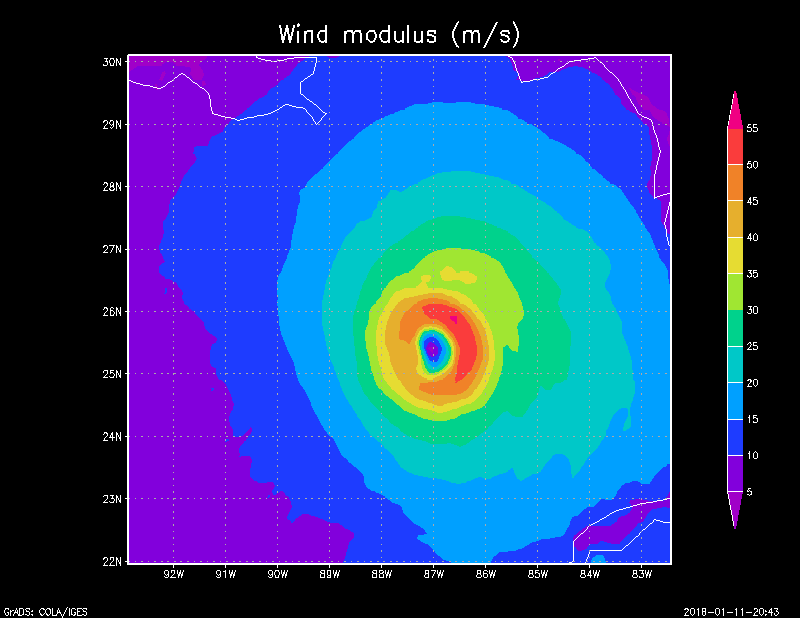 Wind modulus (m/s)
30N
29N
28N
27N
26N
25N
24N
23N
22N
92W 91W 90W 89W 88W 87W 86W 85W 84W 83W
55
50
45
40
35
30
25
20
15
10
5
GrADS: COLA/IGES 2018-01-11-20:43